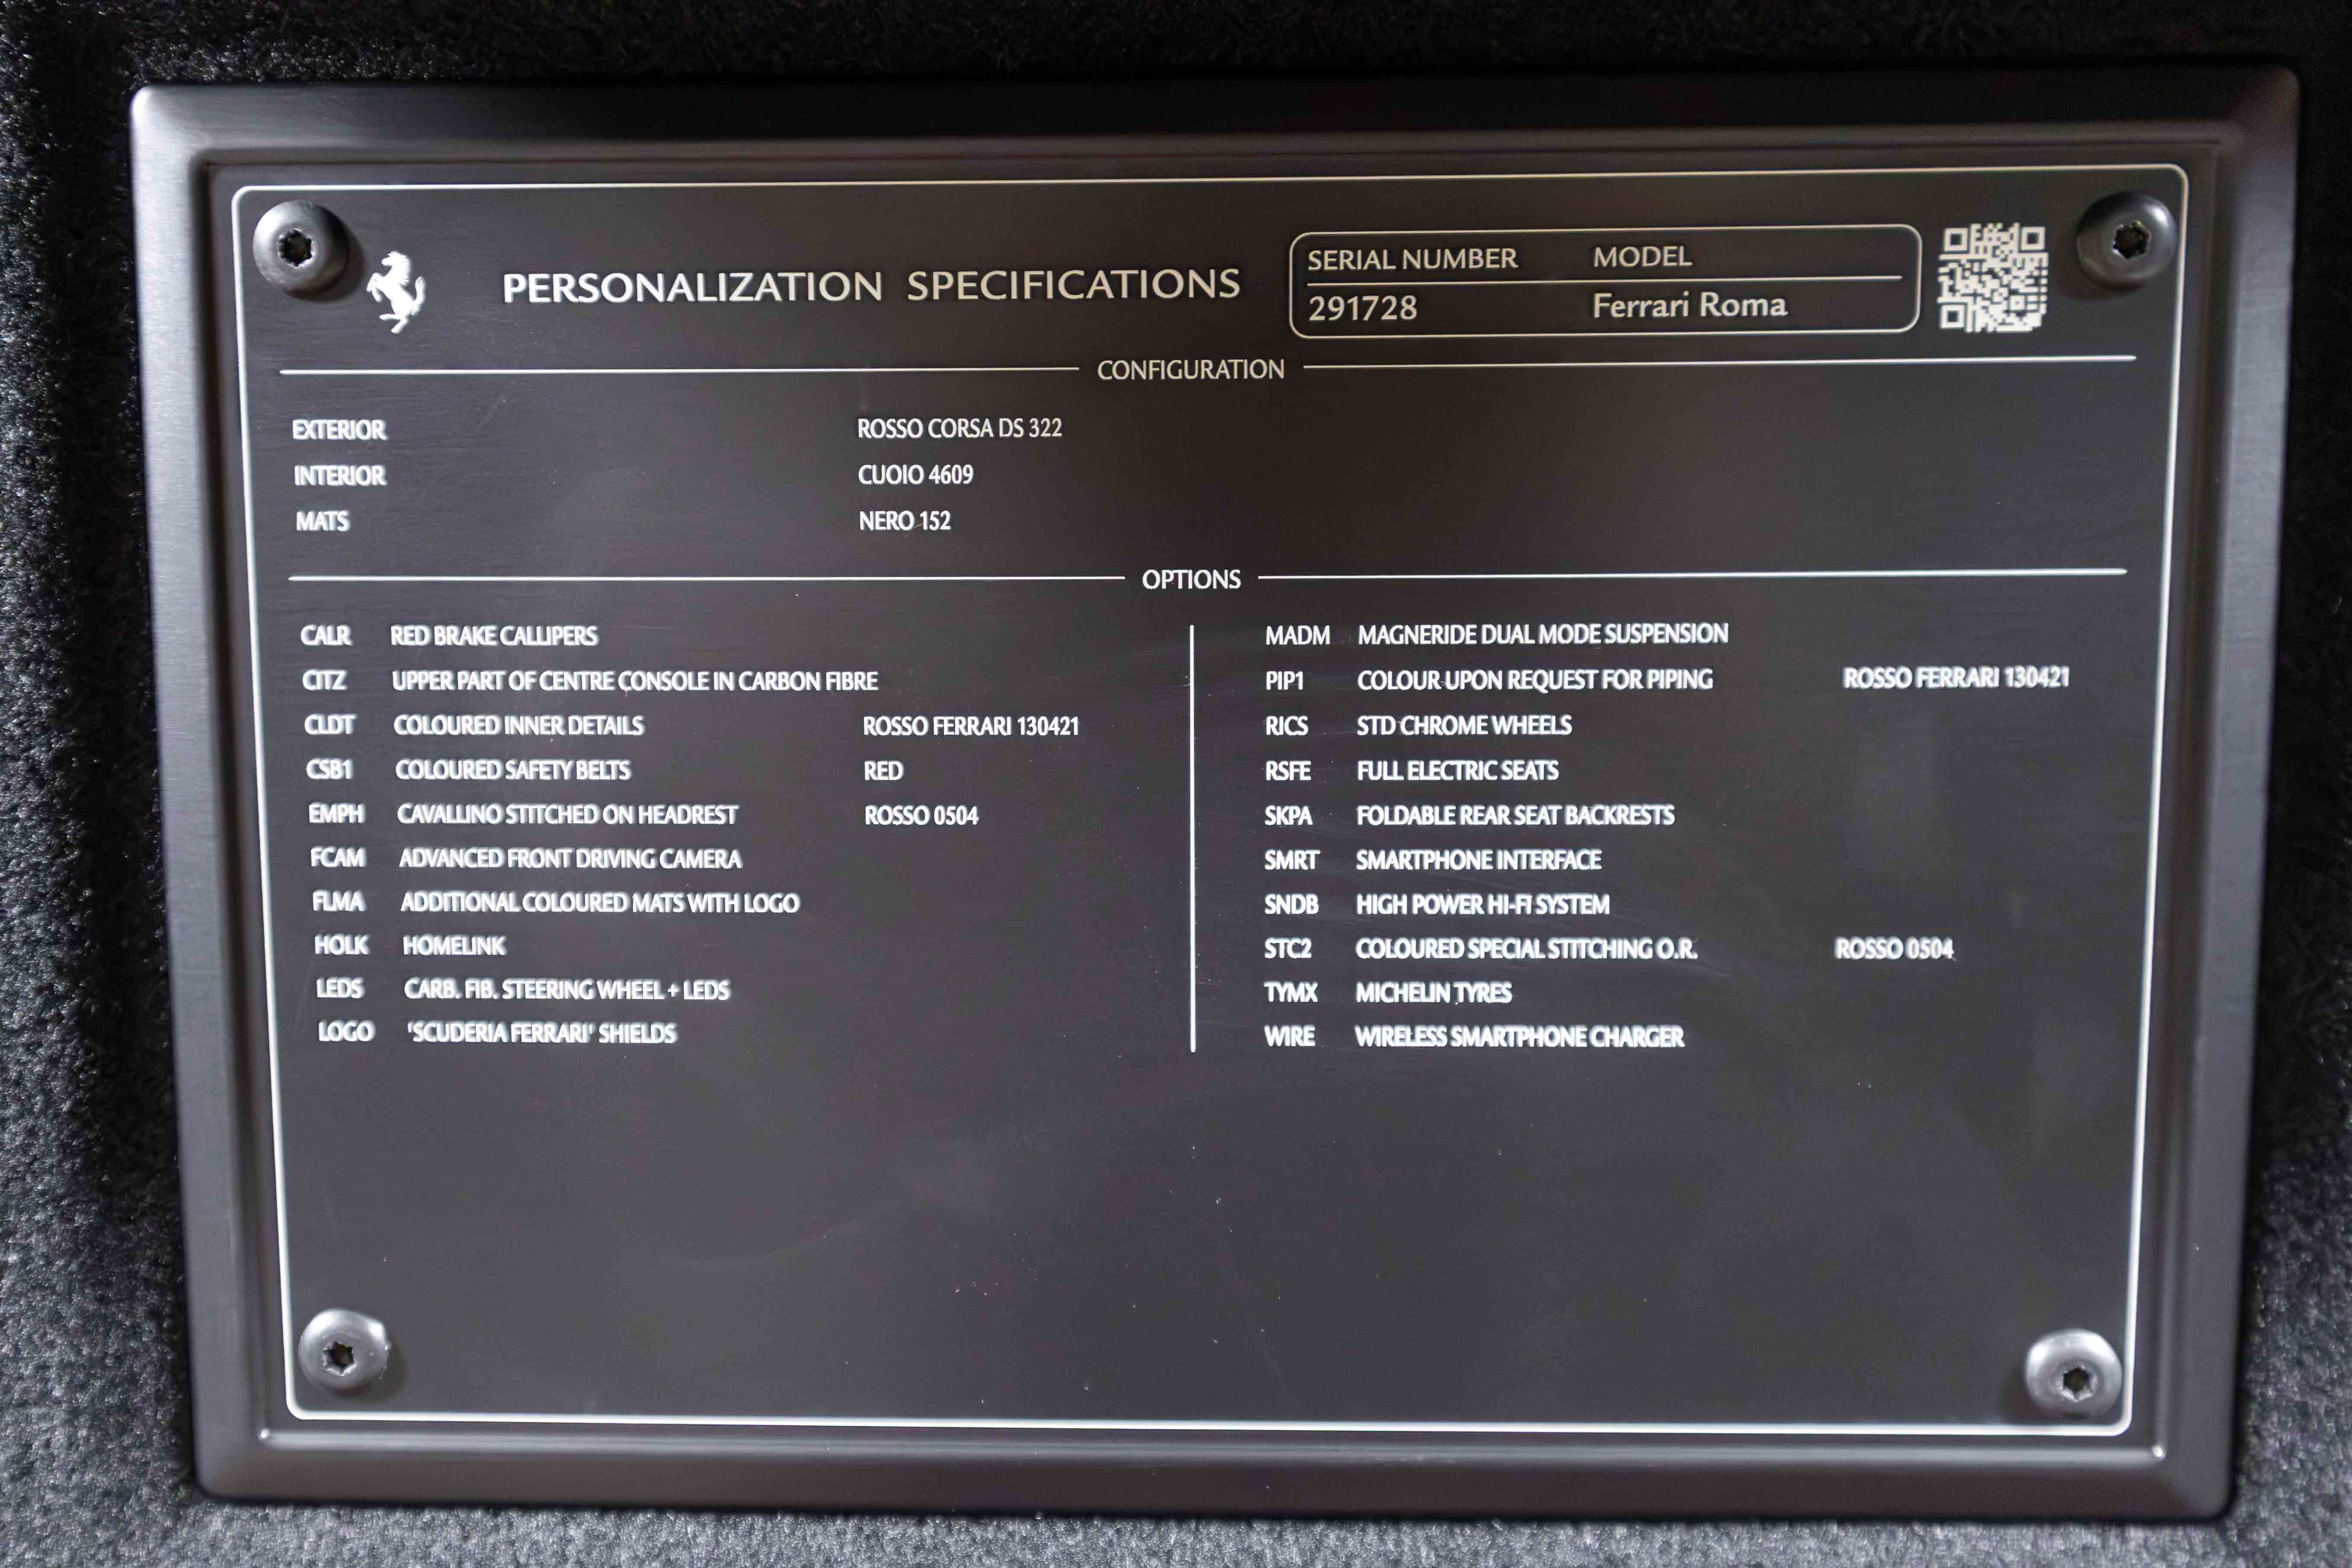 PERSONALIZATION SPECIFICATIONS
SERIAL NUMBER MODEL
291728 Ferrari Roma
CONFIGURATION
EXTERIOR ROSSO CORSA DS 322
INTERIOR CUOIO 4609
MATS NERO 152
OPTIONS
CALR RED BRAKE CALLIPERS
CITZ UPPER PART OF CENTRE CONSOLE IN CARBON FIBRE
CLDT COLOURED INNER DETAILS ROSSO FERRARI 130421
CSB1 COLOURED SAFETY BELTS RED
EMPH CAVALLINO STITCHED ON HEADREST ROSSO 0504
FCAM ADVANCED FRONT DRIVING CAMERA
FLMA ADDITIONAL COLOURED MATS WITH LOGO
HOLK HOMELINK
LEDS CARB. FIB. STEERING WHEEL + LEDS
LOGO 'SCUDERIA FERRARI' SHIELDS
MADM MAGNERIDE DUAL MODE SUSPENSION
PIP1 COLOUR UPON REQUEST FOR PIPING ROSSO FERRARI 130421
RICS STD CHROME WHEELS
RSFE FULL ELECTRIC SEATS
SKPA FOLDABLE REAR SEAT BACKRESTS
SMRT SMARTPHONE INTERFACE
SNDB HIGH POWER HI-FI SYSTEM
STC2 COLOURED SPECIAL STITCHING O.R. ROSSO 0504
TYMX MICHELIN TYRES
WIRE WIRELESS SMARTPHONE CHARGER